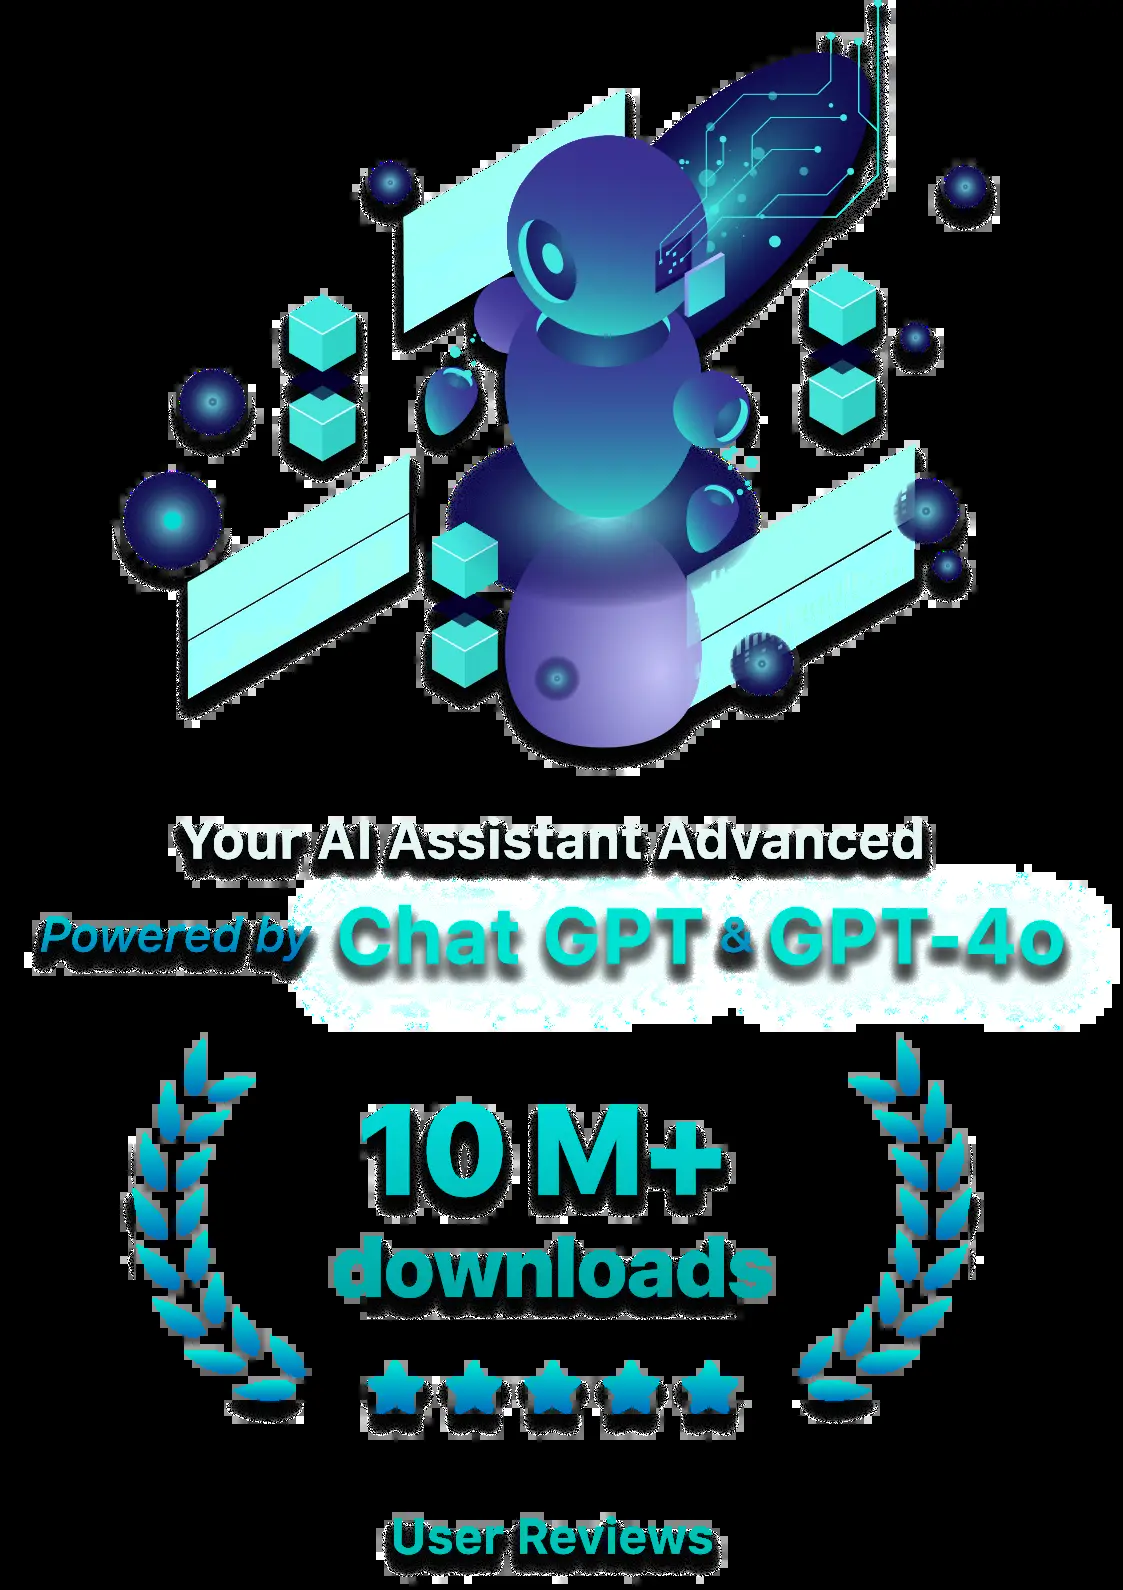 Your AI Assistant Advanced
Powered by Chat GPT & GPT-4o
10 M+
downloads
User Reviews